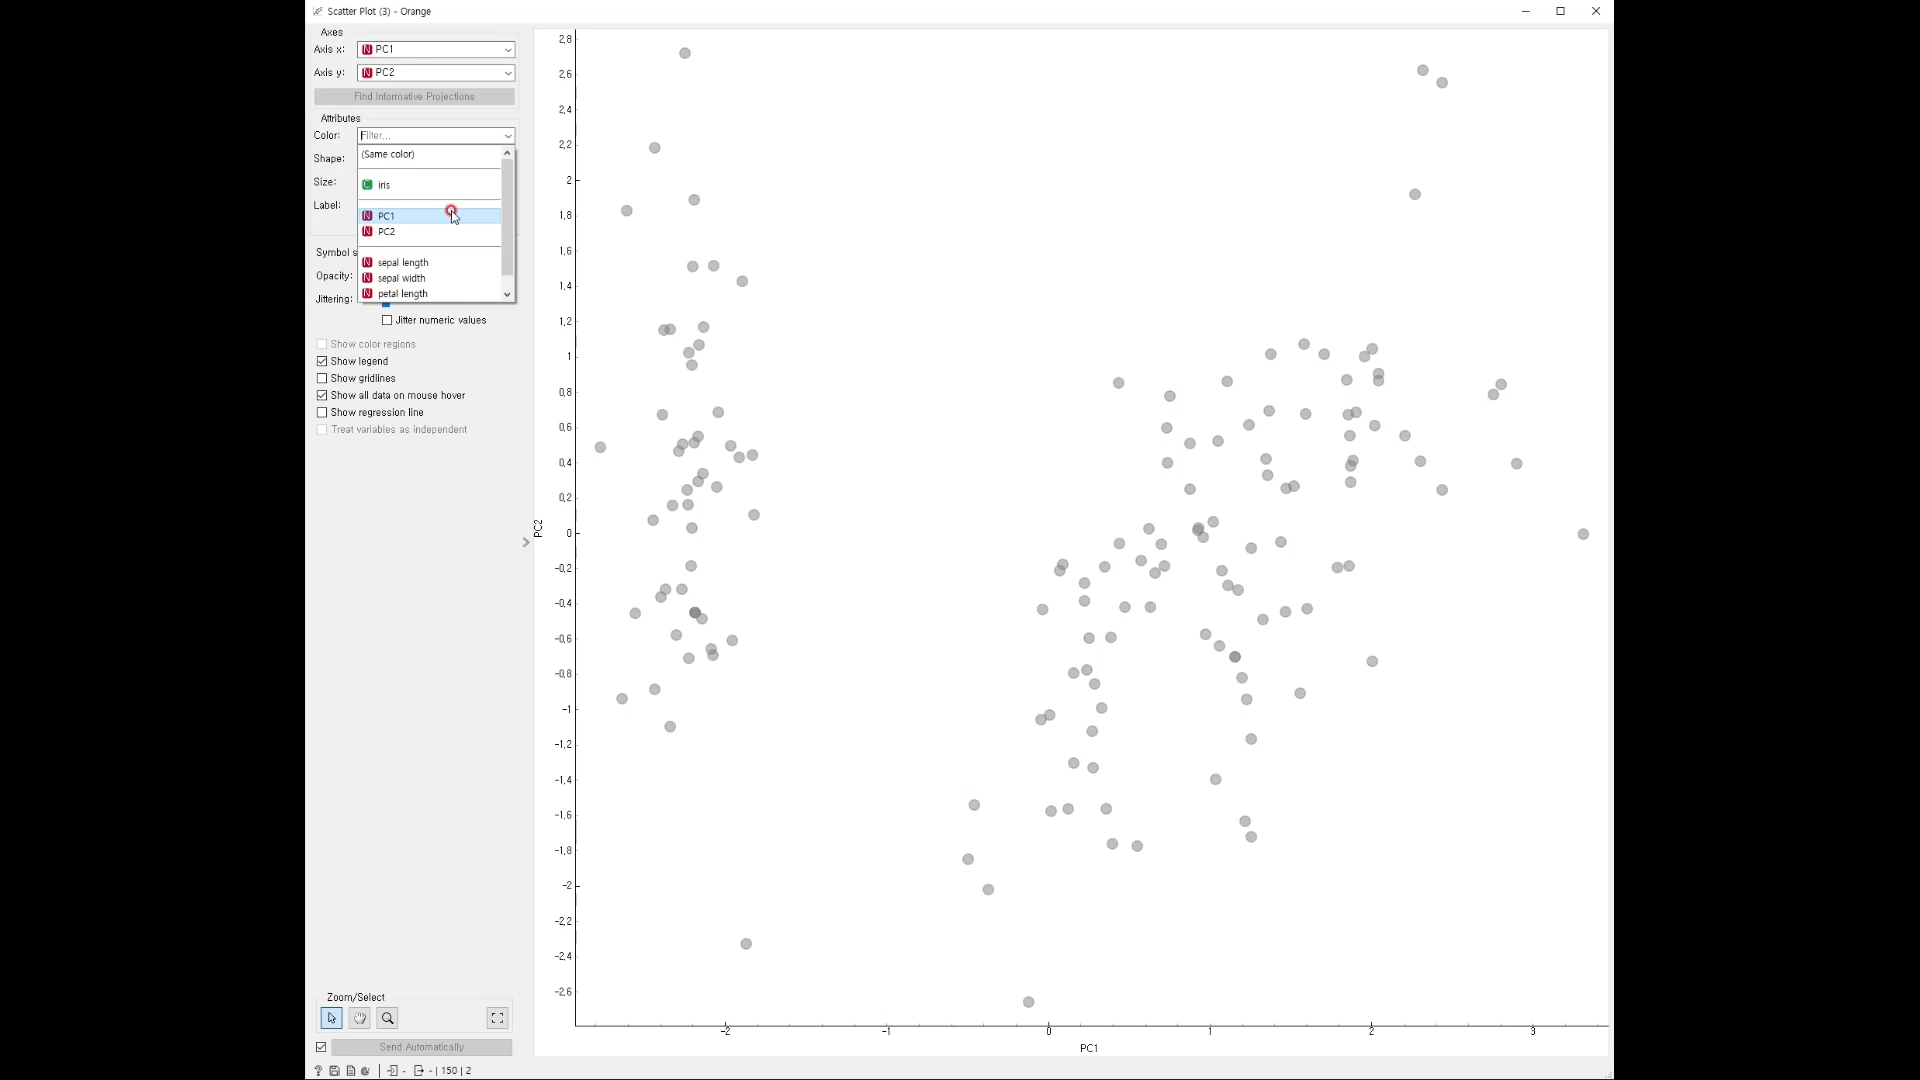 Scatter Plot (3) - Orange
Axes
Axis x: N PC1
Axis y: N PC2
Find Informative Projections
Attributes
Color: Filter...
Shape:
Size:
Label:
(Same color)
C iris
N PC1
N PC2
N sepal length
N sepal width
N petal length
Symbol s
Opacity:
Jittering:
Jitter numeric values
Show color regions
Show legend
Show gridlines
Show all data on mouse hover
Show regression line
Treat variables as independent
Zoom/Select
Send Automatically
? - - | 150 | 2
2,8
2,6
2,4
2,2
2
1,8
1,6
1,4
1,2
1
0,8
0,6
0,4
0,2
0
-0,2
-0,4
-0,6
-0,8
-1
-1,2
-1,4
-1,6
-1,8
-2
-2,2
-2,4
-2,6
PC2
-2 -1 0 1 2 3
PC1